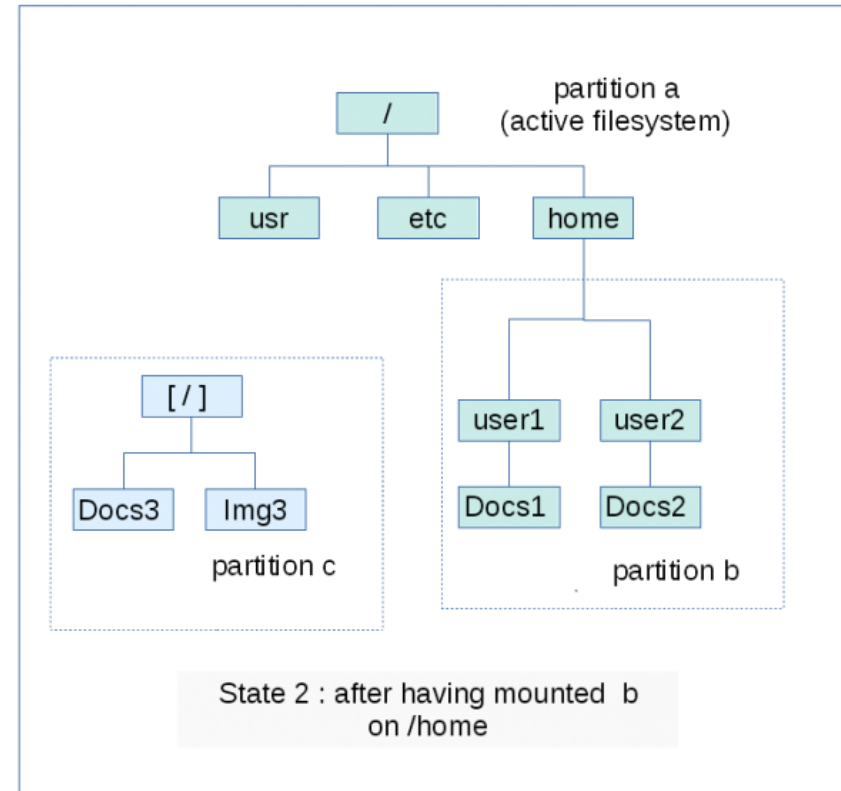 partition a
(active filesystem)
/
usr
etc
home
[ / ]
user1
user2
Docs3
Img3
Docs1
Docs2
partition c
partition b
State 2 : after having mounted b
on /home